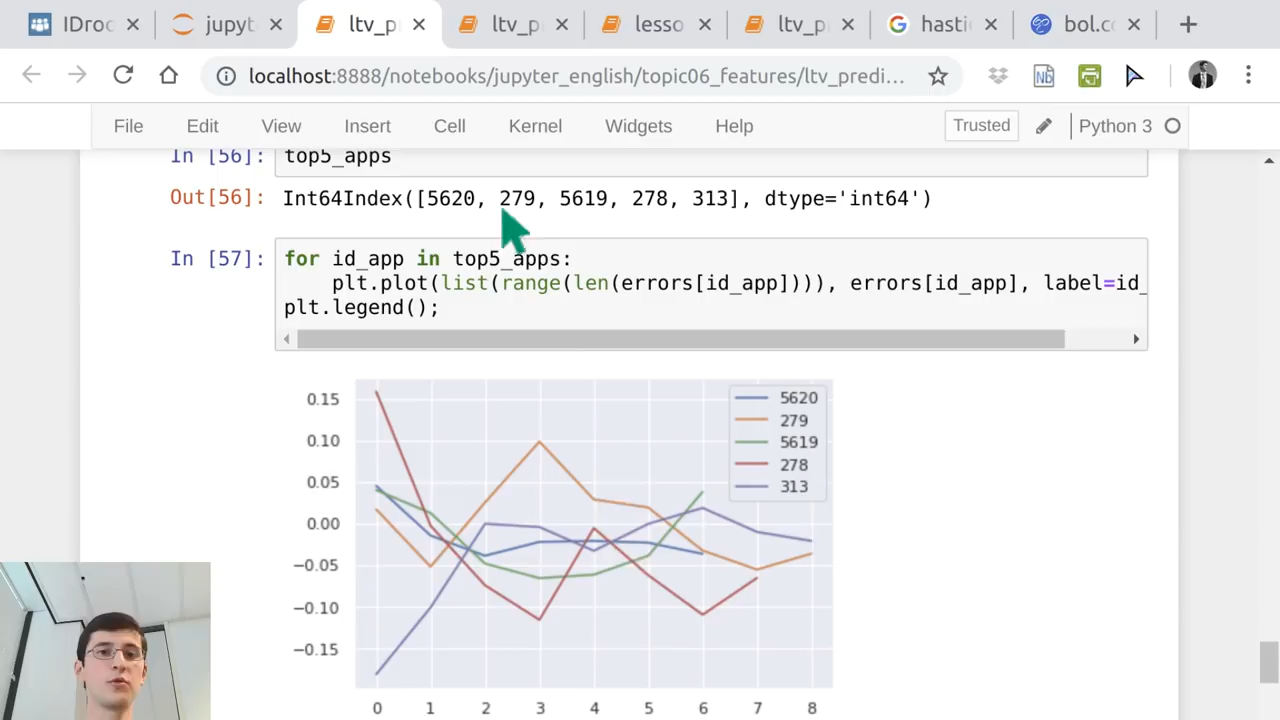 IDroo
jupyt
ltv_p
ltv_p
lesso
ltv_p
hastie
bol.co
localhost:8888/notebooks/jupyter_english/topic06_features/ltv_predi...
File Edit View Insert Cell Kernel Widgets Help Trusted Python 3
In [56]: top5_apps
Out[56]: Int64Index([5620, 279, 5619, 278, 313], dtype='int64')
In [57]: for id_app in top5_apps:
plt.plot(list(range(len(errors[id_app]))), errors[id_app], label=id_
plt.legend();
0.15
0.10
0.05
0.00
−0.05
−0.10
−0.15
5620
279
5619
278
313
0 1 2 3 4 5 6 7 8